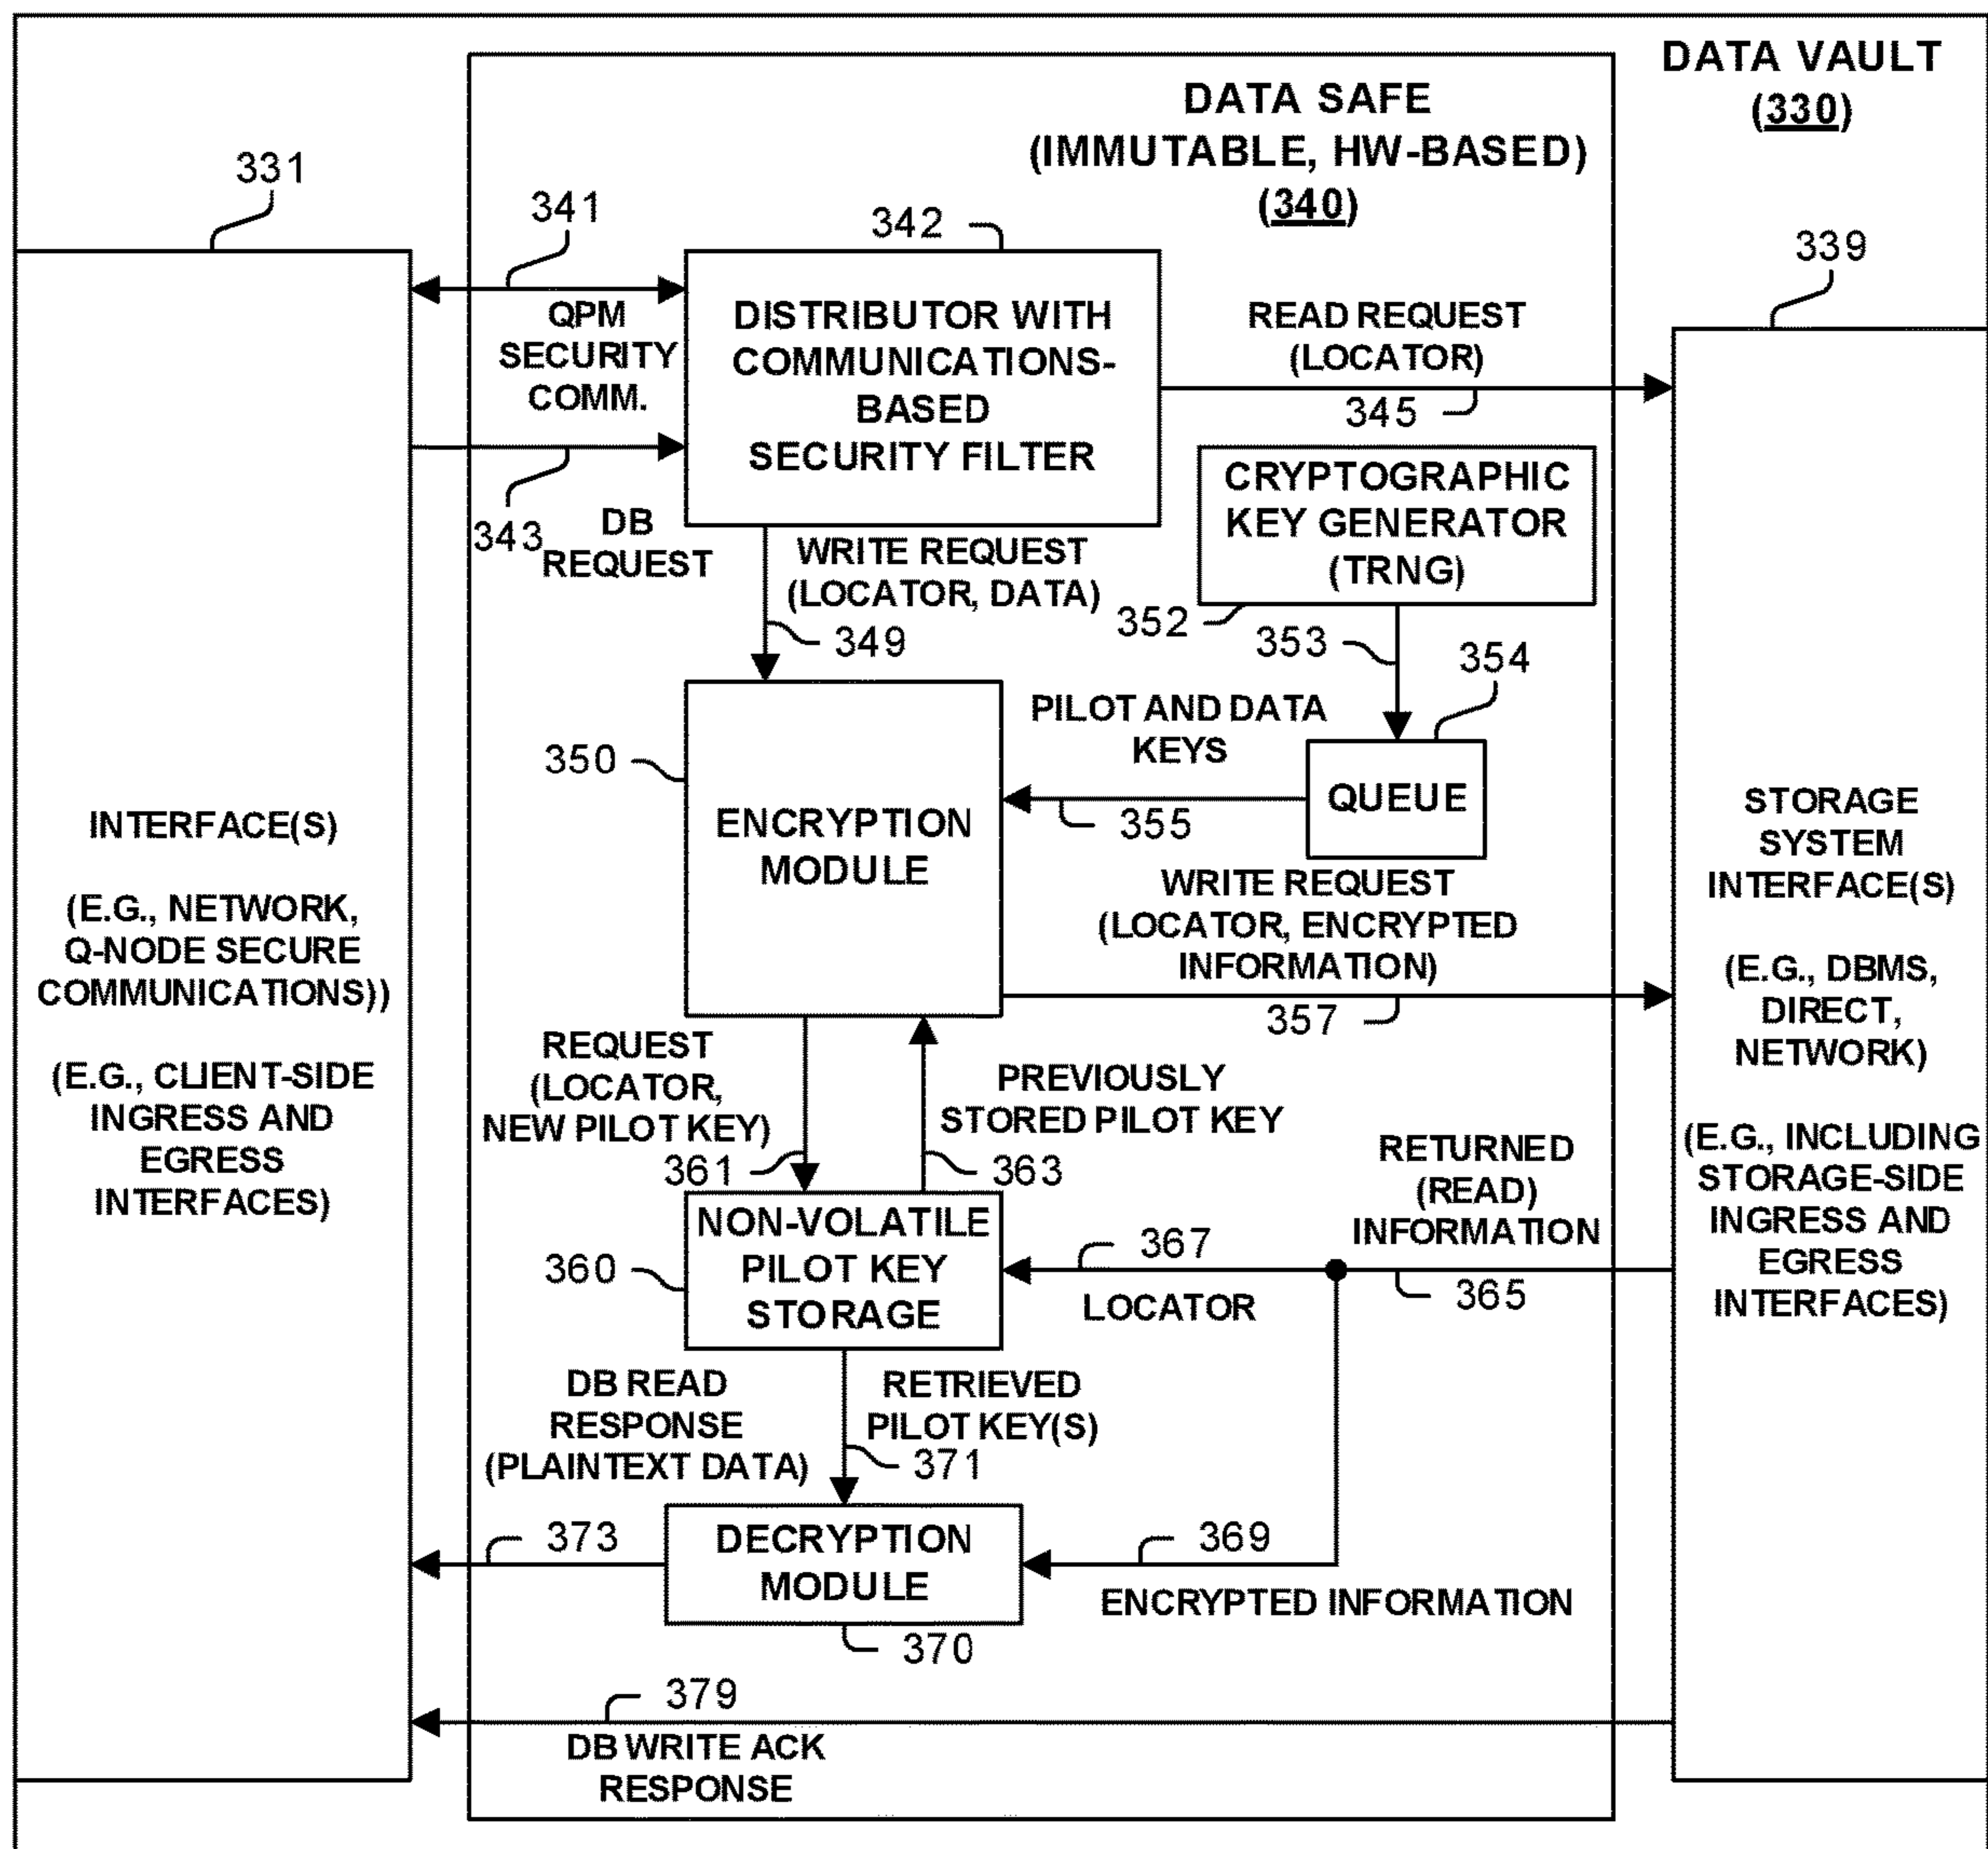 DATA VAULT
(330)
DATA SAFE
(IMMUTABLE, HW-BASED)
(340)
331
341
342
339
QPM
SECURITY
COMM.
DISTRIBUTOR WITH
COMMUNICATIONS-
BASED
SECURITY FILTER
READ REQUEST
(LOCATOR)
345
343
DB
REQUEST
CRYPTOGRAPHIC
KEY GENERATOR
(TRNG)
352
353
354
WRITE REQUEST
(LOCATOR, DATA)
349
PILOT AND DATA
KEYS
350
ENCRYPTION
MODULE
355
QUEUE
WRITE REQUEST
(LOCATOR, ENCRYPTED
INFORMATION)
357
INTERFACE(S)
(E.G., NETWORK,
Q-NODE SECURE
COMMUNICATIONS))
(E.G., CLIENT-SIDE
INGRESS AND
EGRESS
INTERFACES)
STORAGE
SYSTEM
INTERFACE(S)
(E.G., DBMS,
DIRECT,
NETWORK)
(E.G., INCLUDING
STORAGE-SIDE
INGRESS AND
EGRESS
INTERFACES)
REQUEST
(LOCATOR,
NEW PILOT KEY)
361
PREVIOUSLY
STORED PILOT KEY
363
RETURNED
(READ)
INFORMATION
365
360
NON-VOLATILE
PILOT KEY
STORAGE
367
LOCATOR
DB READ
RESPONSE
(PLAINTEXT DATA)
RETRIEVED
PILOT KEY(S)
371
373
DECRYPTION
MODULE
370
369
ENCRYPTED INFORMATION
379
DB WRITE ACK
RESPONSE